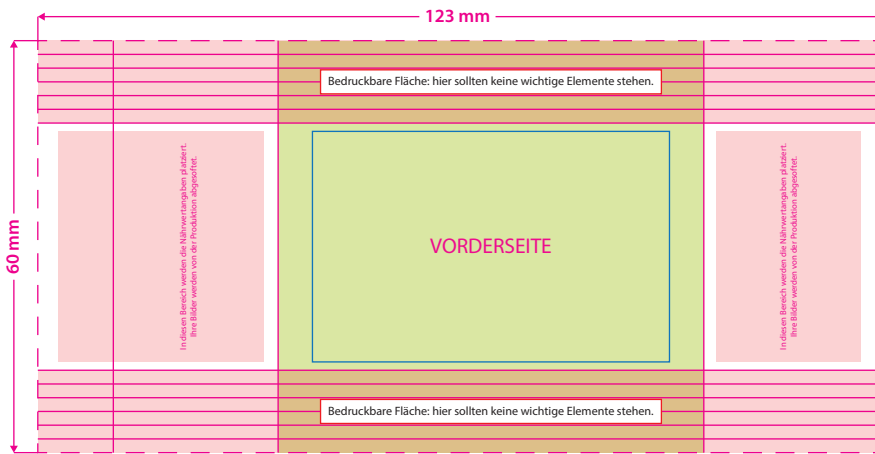 123 mm
Bedruckbare Fläche: hier sollten keine wichtige Elemente stehen.
60 mm
In diesen Bereich werden die Nährwertangaben platziert.
Ihre Bilder werden von der Produktion abgesoftet.
VORDERSEITE
In diesen Bereich werden die Nährwertangaben platziert.
Ihre Bilder werden von der Produktion abgesoftet.
Bedruckbare Fläche: hier sollten keine wichtige Elemente stehen.